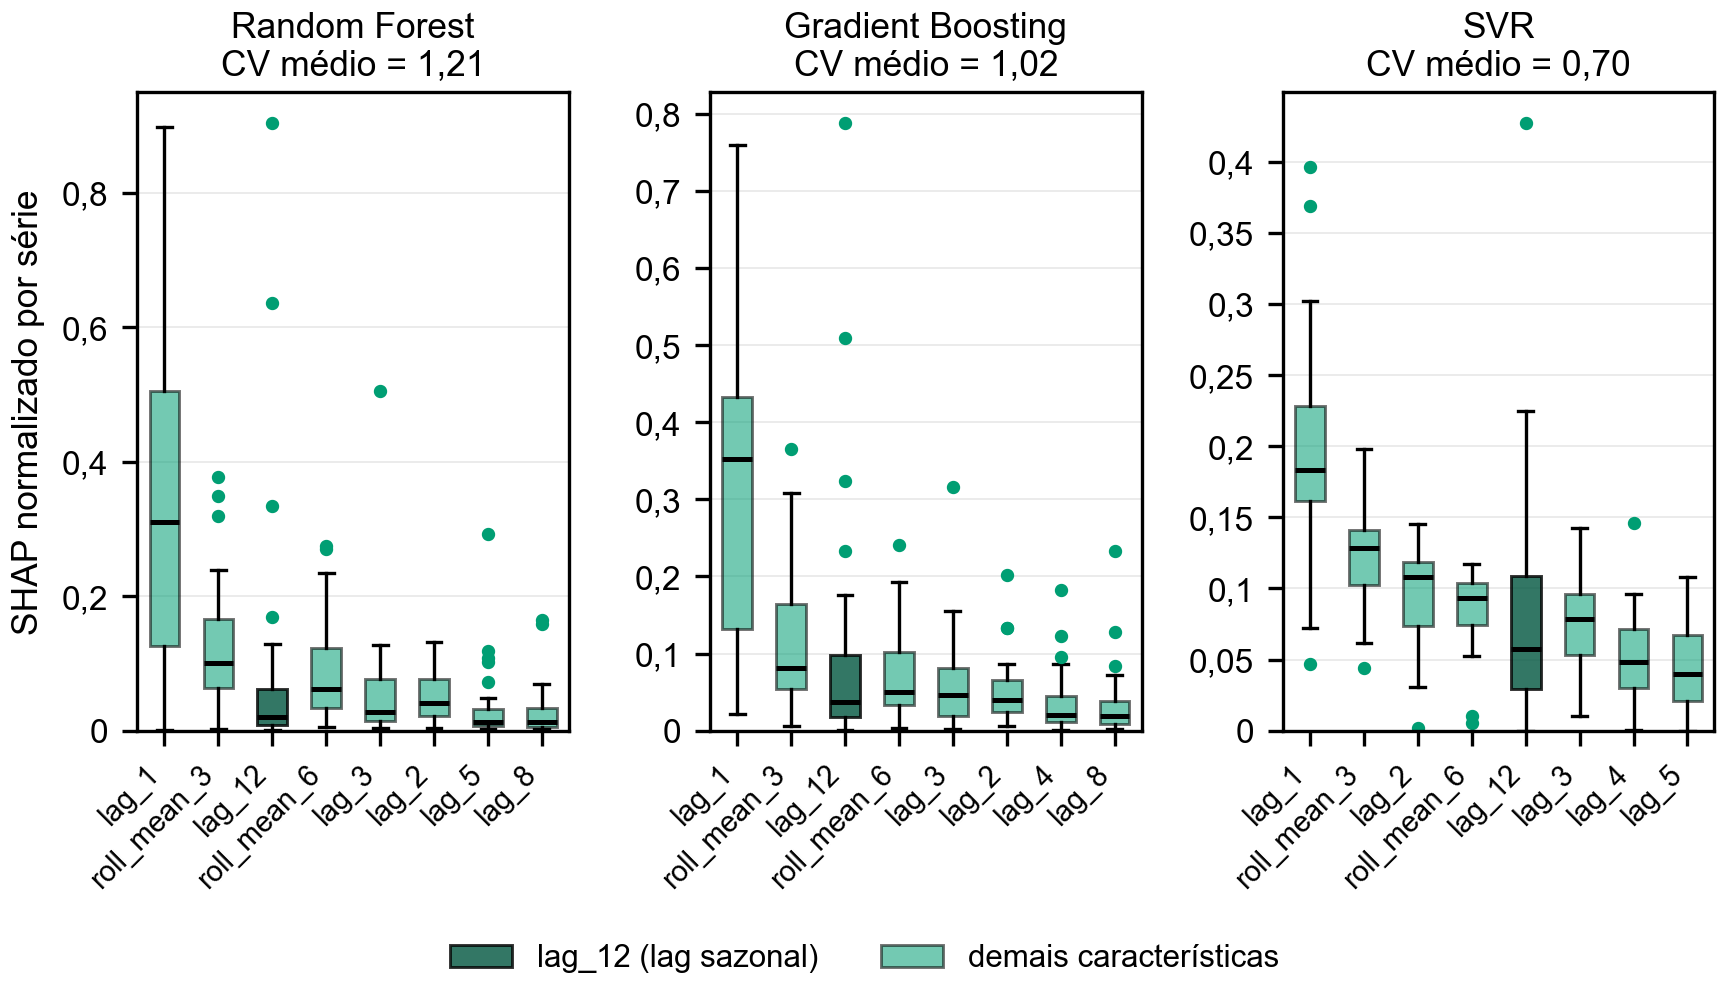 Random Forest
CV médio = 1,21
Gradient Boosting
CV médio = 1,02
SVR
CV médio = 0,70
SHAP normalizado por série
0,8
0,6
0,4
0,2
0
lag_1
roll_mean_3
lag_12
roll_mean_6
lag_3
lag_2
lag_5
lag_8
0,8
0,7
0,6
0,5
0,4
0,3
0,2
0,1
0
lag_1
roll_mean_3
lag_12
roll_mean_6
lag_3
lag_2
lag_4
lag_8
0,4
0,35
0,3
0,25
0,2
0,15
0,1
0,05
0
lag_1
roll_mean_3
lag_2
roll_mean_6
lag_12
lag_3
lag_4
lag_5
lag_12 (lag sazonal)
demais características